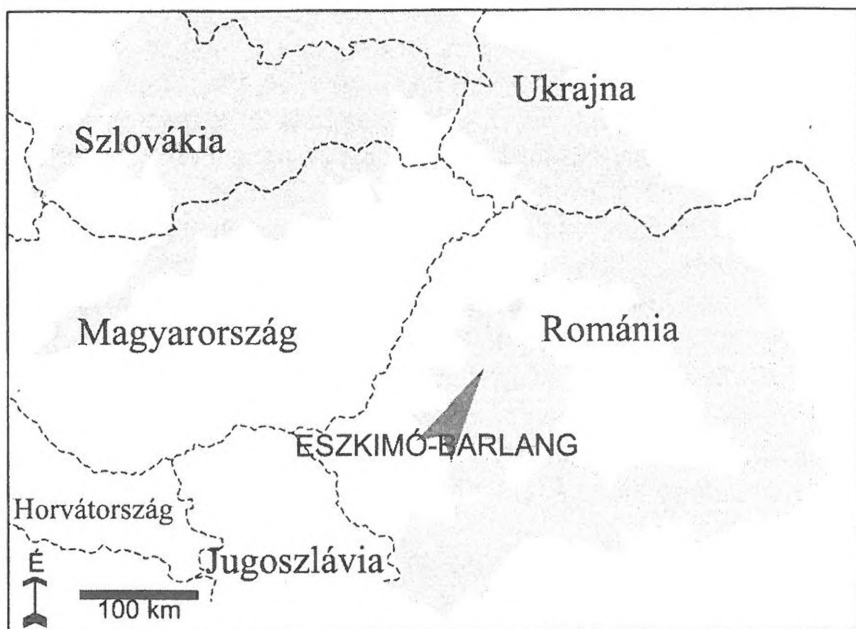 Ukrajna
Szlovákia
Magyarország
Románia
ESZKIMÓ-BARLANG
Horvátország
Jugoszlávia
É
100 km